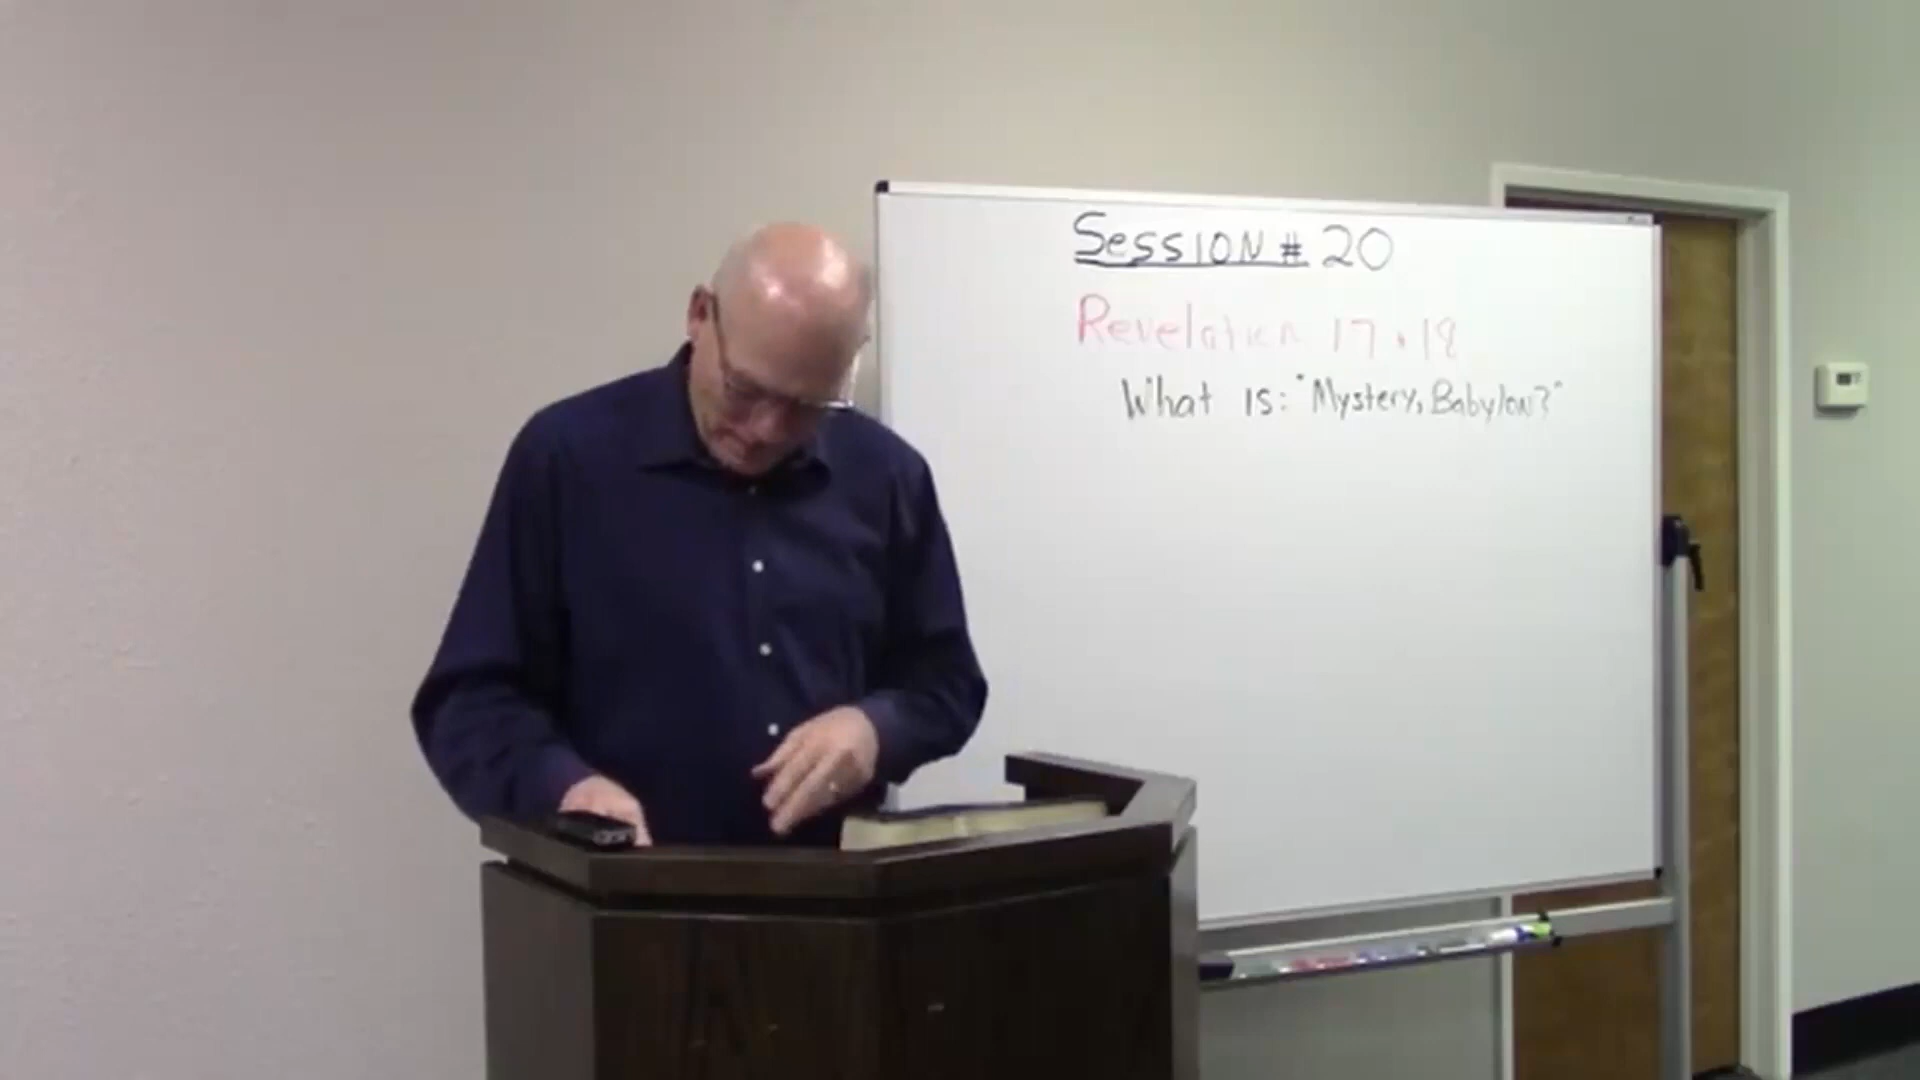 Session # 20
Revelation 17 + 18
What is: "Mystery, Babylon?"